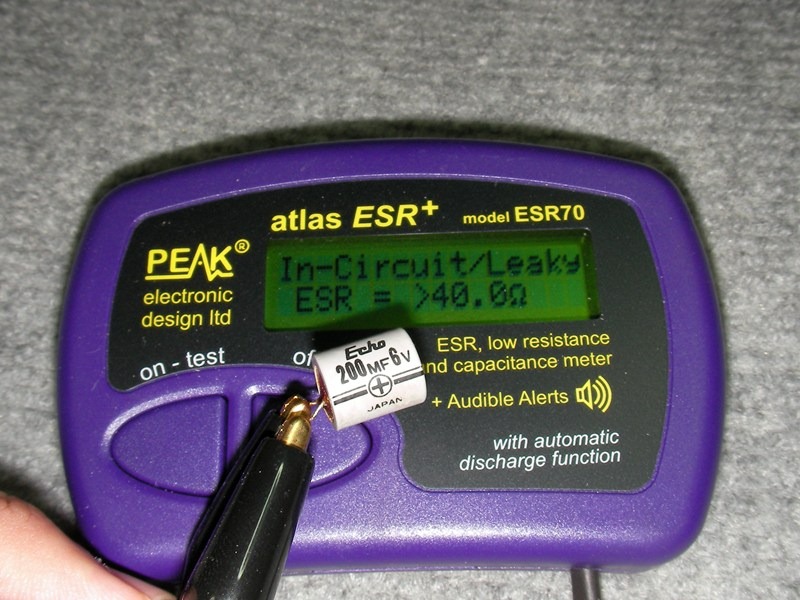 atlas ESR+ model ESR70
PEAK®
electronic
design ltd
In-Circuit/Leaky
ESR = >40.0Ω
on - test
of
ESR, low resistance
nd capacitance meter
+ Audible Alerts
with automatic
discharge function
Echo
200MF6V
JAPAN